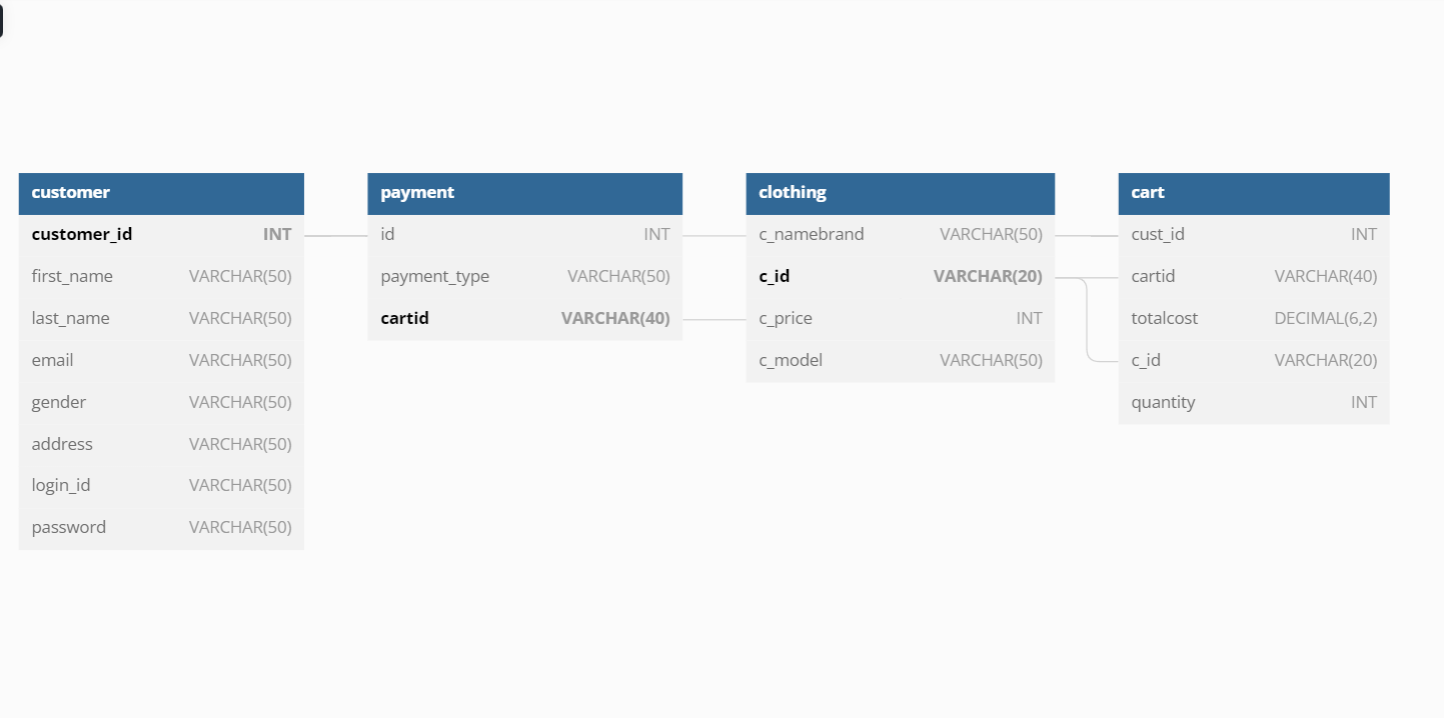 customer
customer_id INT
first_name VARCHAR(50)
last_name VARCHAR(50)
email VARCHAR(50)
gender VARCHAR(50)
address VARCHAR(50)
login_id VARCHAR(50)
password VARCHAR(50)
payment
id INT
payment_type VARCHAR(50)
cartid VARCHAR(40)
clothing
c_namebrand VARCHAR(50)
c_id VARCHAR(20)
c_price INT
c_model VARCHAR(50)
cart
cust_id INT
cartid VARCHAR(40)
totalcost DECIMAL(6,2)
c_id VARCHAR(20)
quantity INT